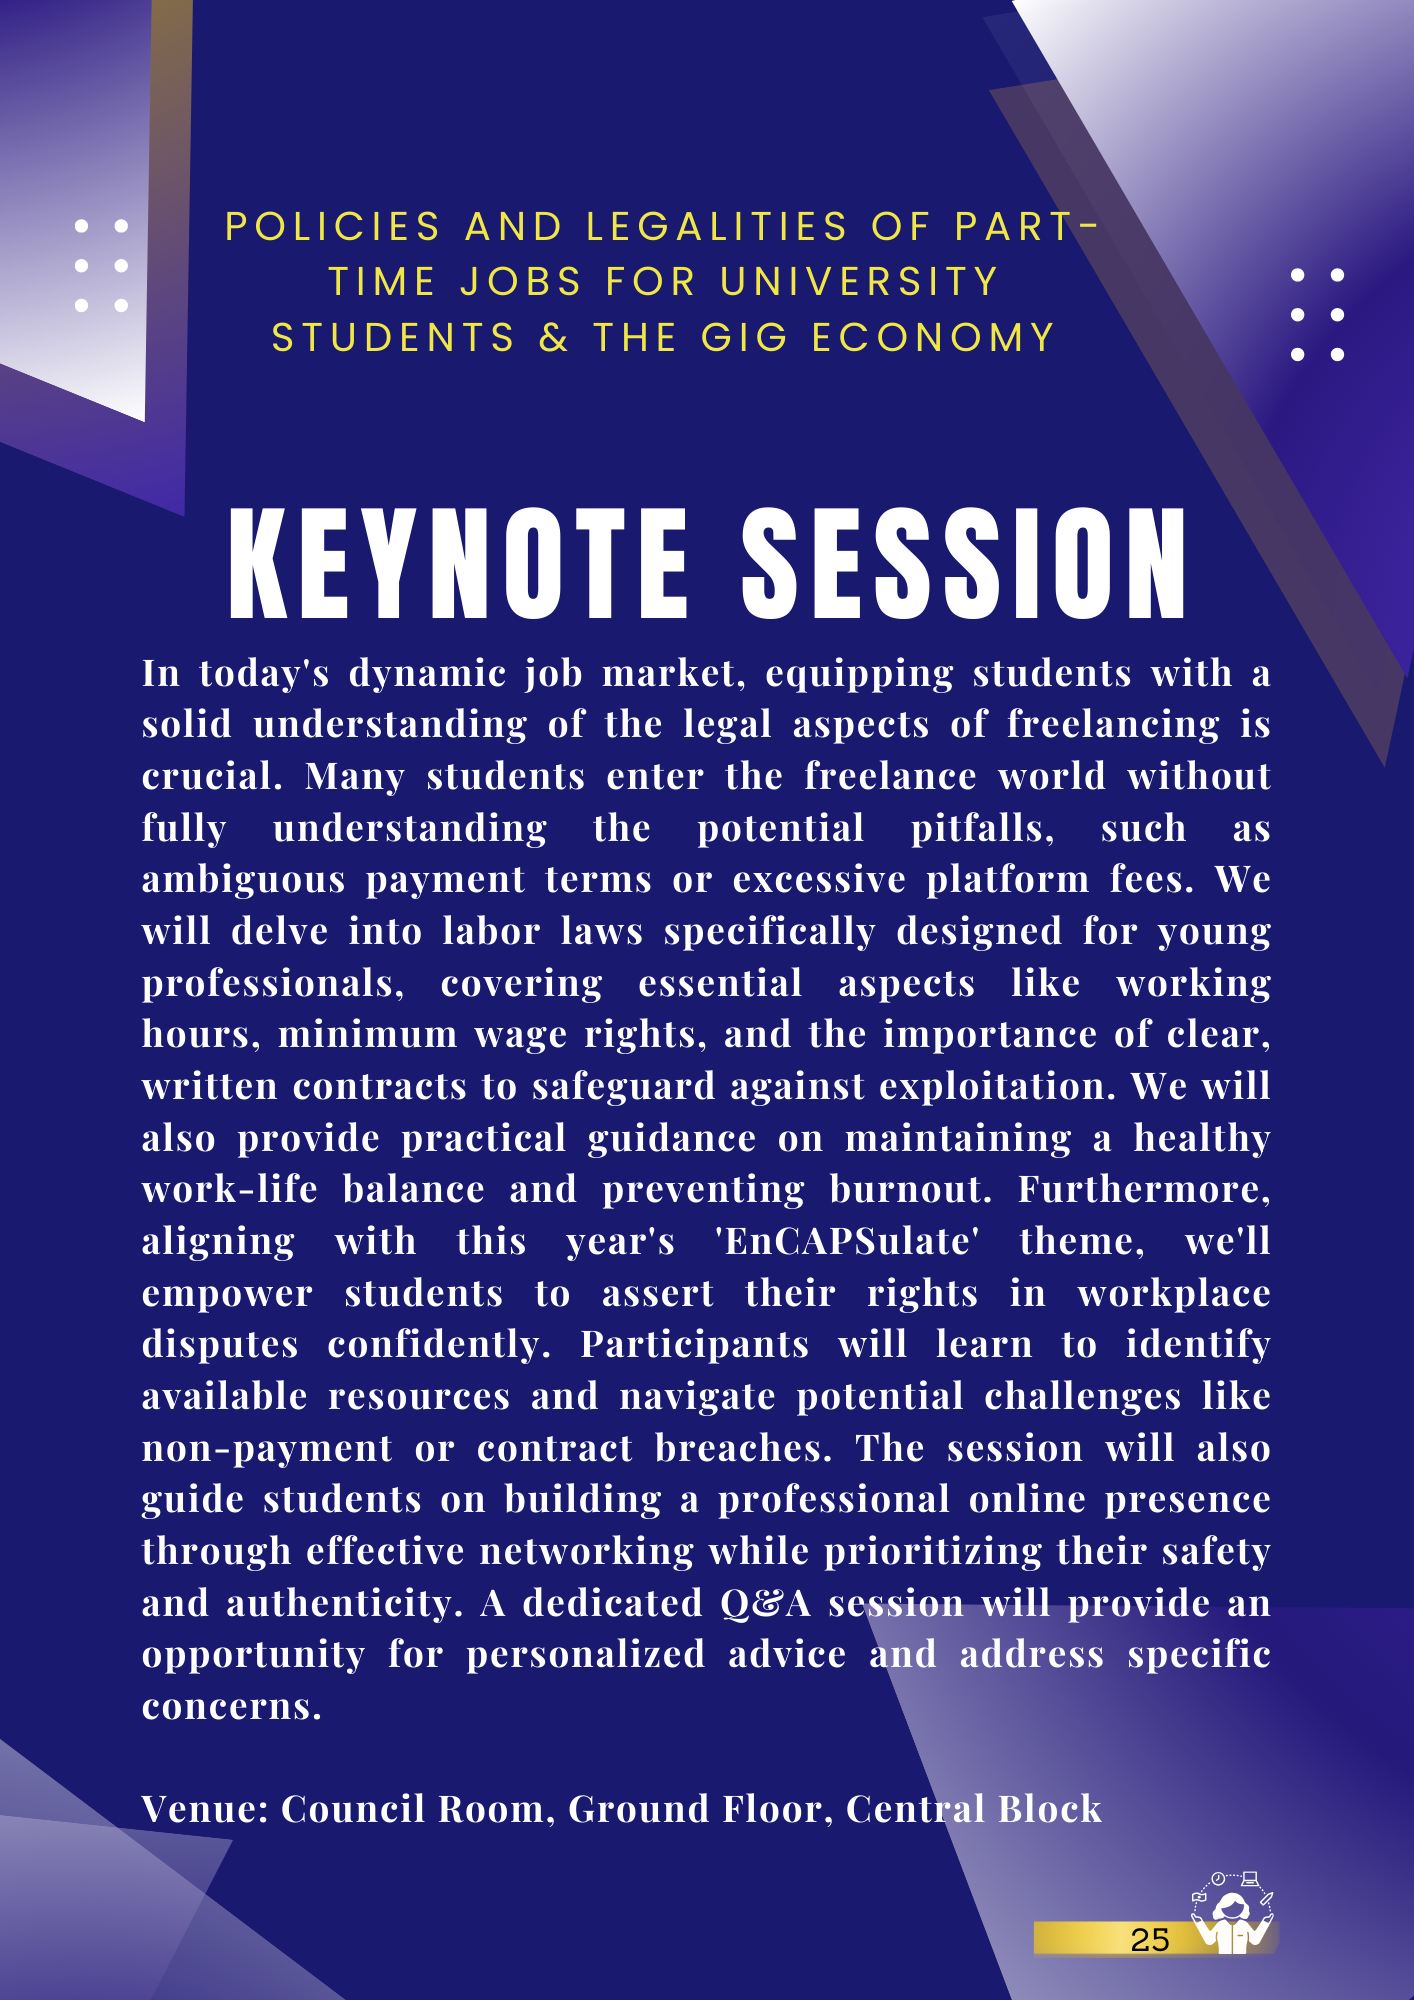 POLICIES AND LEGALITIES OF PART-
TIME JOBS FOR UNIVERSITY
STUDENTS & THE GIG ECONOMY
KEYNOTE SESSION
In today's dynamic job market, equipping students with a
solid understanding of the legal aspects of freelancing is
crucial. Many students enter the freelance world without
fully understanding the potential pitfalls, such as
ambiguous payment terms or excessive platform fees. We
will delve into labor laws specifically designed for young
professionals, covering essential aspects like working
hours, minimum wage rights, and the importance of clear,
written contracts to safeguard against exploitation. We will
also provide practical guidance on maintaining a healthy
work-life balance and preventing burnout. Furthermore,
aligning with this year's 'EnCAPSulate' theme, we'll
empower students to assert their rights in workplace
disputes confidently. Participants will learn to identify
available resources and navigate potential challenges like
non-payment or contract breaches. The session will also
guide students on building a professional online presence
through effective networking while prioritizing their safety
and authenticity. A dedicated Q&A session will provide an
opportunity for personalized advice and address specific
concerns.
Venue: Council Room, Ground Floor, Central Block
25